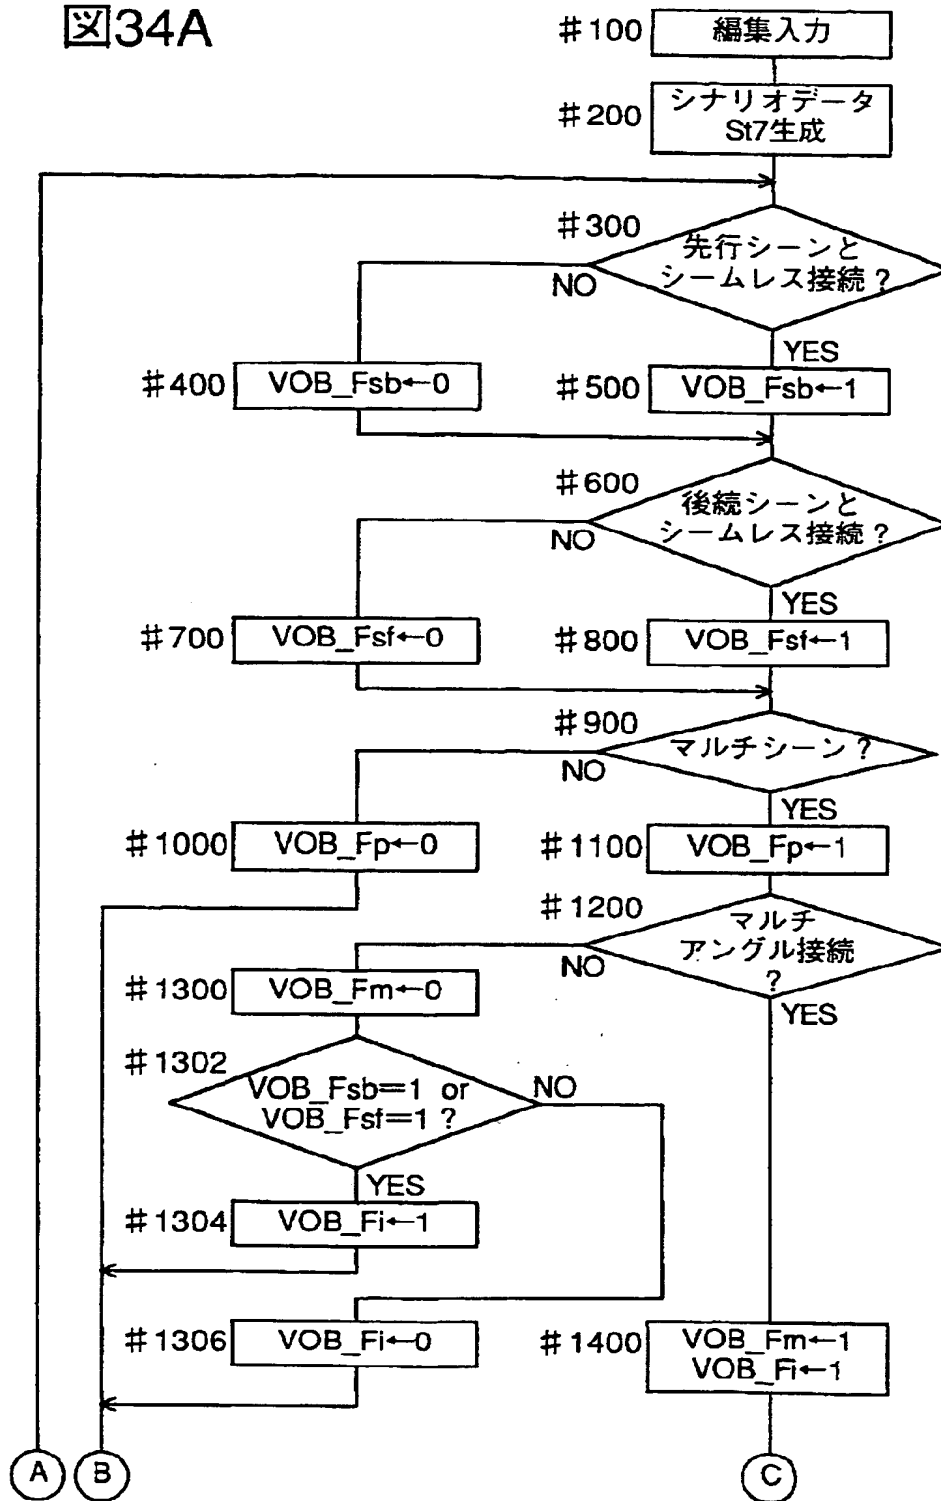 図34A
#100 編集入力
#200 シナリオデータ
St7生成
#300 先行シーンと
シームレス接続?
NO
YES
#400 VOB_Fsb←0
#500 VOB_Fsb←1
#600 後続シーンと
シームレス接続?
NO
YES
#700 VOB_Fsf←0
#800 VOB_Fsf←1
#900 マルチシーン?
NO
YES
#1000 VOB_Fp←0
#1100 VOB_Fp←1
#1200 マルチ
アングル接続
?
NO
YES
#1300 VOB_Fm←0
#1302 VOB_Fsb=1 or
VOB_Fsf=1?
NO
YES
#1304 VOB_Fi←1
#1306 VOB_Fi←0
#1400 VOB_Fm←1
VOB_Fi←1
A
B
C